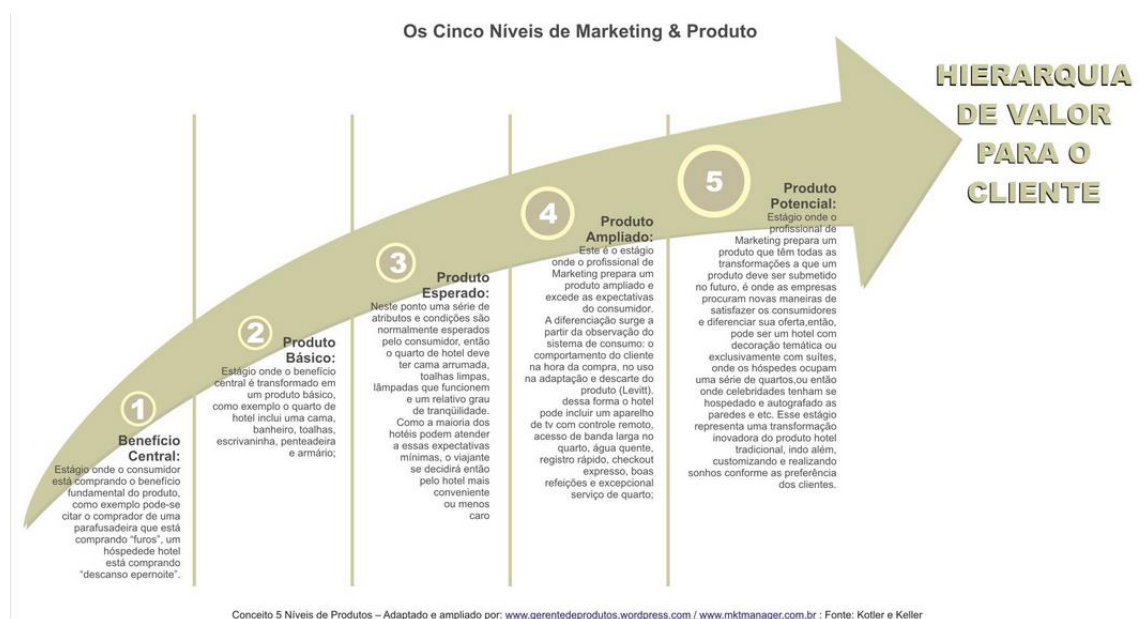 Os Cinco Níveis de Marketing & Produto
HIERARQUIA
DE VALOR
PARA O
CLIENTE
1
Benefício
Central:
Estágio onde o consumidor
está comprando o benefício
fundamental do produto,
como exemplo pode-se
citar o comprador de uma
parafusadeira que está
comprando "furos", um
hóspedede hotel
está comprando
"descanso epernoite".
2
Produto
Básico:
Estágio onde o benefício
central é transformado em
um produto básico,
como exemplo o quarto de
hotel inclui uma cama,
banheiro, toalhas,
escrivaninha, penteadeira
e armário;
3
Produto
Esperado:
Neste ponto uma série de
atributos e condições são
normalmente esperados
pelo consumidor, então
o quarto de hotel deve
ter cama arrumada,
toalhas limpas,
lâmpadas que funcionem
e um relativo grau
de tranqüilidade.
Como a maioria dos
hotéis podem atender
a essas expectativas
mínimas, o viajante
se decidirá então
pelo hotel mais
conveniente
ou menos
caro
4
Produto
Ampliado:
Este é o estágio
onde o profissional de
Marketing prepara um
produto ampliado e
excede as expectativas
do consumidor.
A diferenciação surge a
partir da observação do
sistema de consumo: o
comportamento do cliente
na hora da compra, no uso
na adaptação e descarte do
produto (Levitt).
dessa forma o hotel
pode incluir um aparelho
de tv com controle remoto,
acesso de banda larga no
quarto, água quente,
registro rápido, checkout
expresso, boas
refeições e excepcional
serviço de quarto;
5
Produto
Potencial:
Estágio onde o
profissional de
Marketing prepara um
produto que têm todas as
transformações a que um
produto deve ser submetido
no futuro, é onde as empresas
procuram novas maneiras de
satisfazer os consumidores
e diferenciar sua oferta,então,
pode ser um hotel com
decoração temática ou
exclusivamente com suítes,
onde os hóspedes ocupam
uma série de quartos,ou então
onde celebridades tenham se
hospedado e autografado as
paredes e etc. Esse estágio
representa uma transformação
inovadora do produto hotel
tradicional, indo além,
customizando e realizando
sonhos conforme as preferência
dos clientes.
Conceito 5 Níveis de Produtos – Adaptado e ampliado por: www.gerentedeprodutos.wordpress.com / www.mktmanager.com.br : Fonte: Kotler e Keller